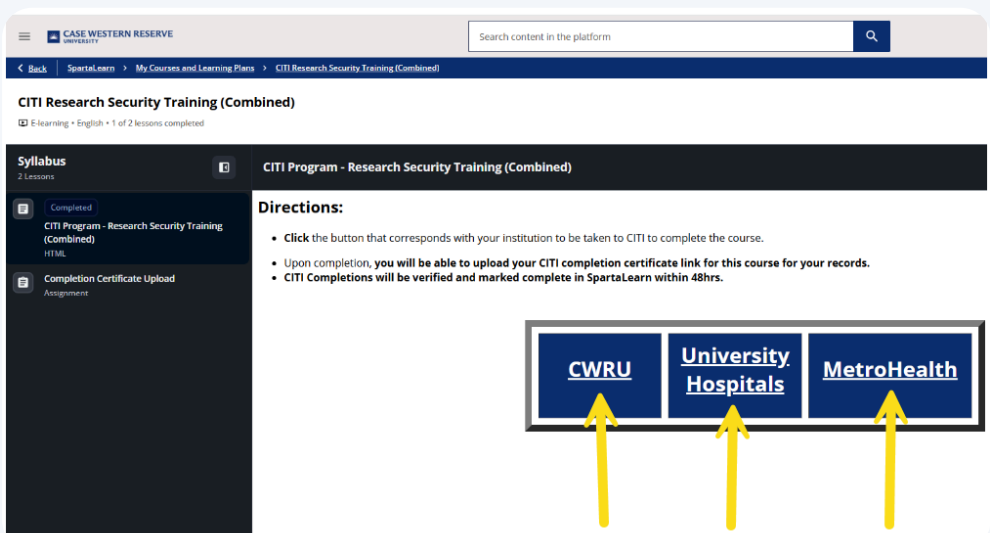 CASE WESTERN RESERVE
UNIVERSITY
Search content in the platform
Back SpartaLearn > My Courses and Learning Plans > CITI Research Security Training (Combined)
CITI Research Security Training (Combined)
E-learning • English • 1 of 2 lessons completed
Syllabus
2 Lessons
Completed
CITI Program - Research Security Training
(Combined)
HTML
Completion Certificate Upload
Assignment
CITI Program - Research Security Training (Combined)
Directions:
• Click the button that corresponds with your institution to be taken to CITI to complete the course.
• Upon completion, you will be able to upload your CITI completion certificate link for this course for your records.
• CITI Completions will be verified and marked complete in SpartaLearn within 48hrs.
CWRU
University
Hospitals
MetroHealth